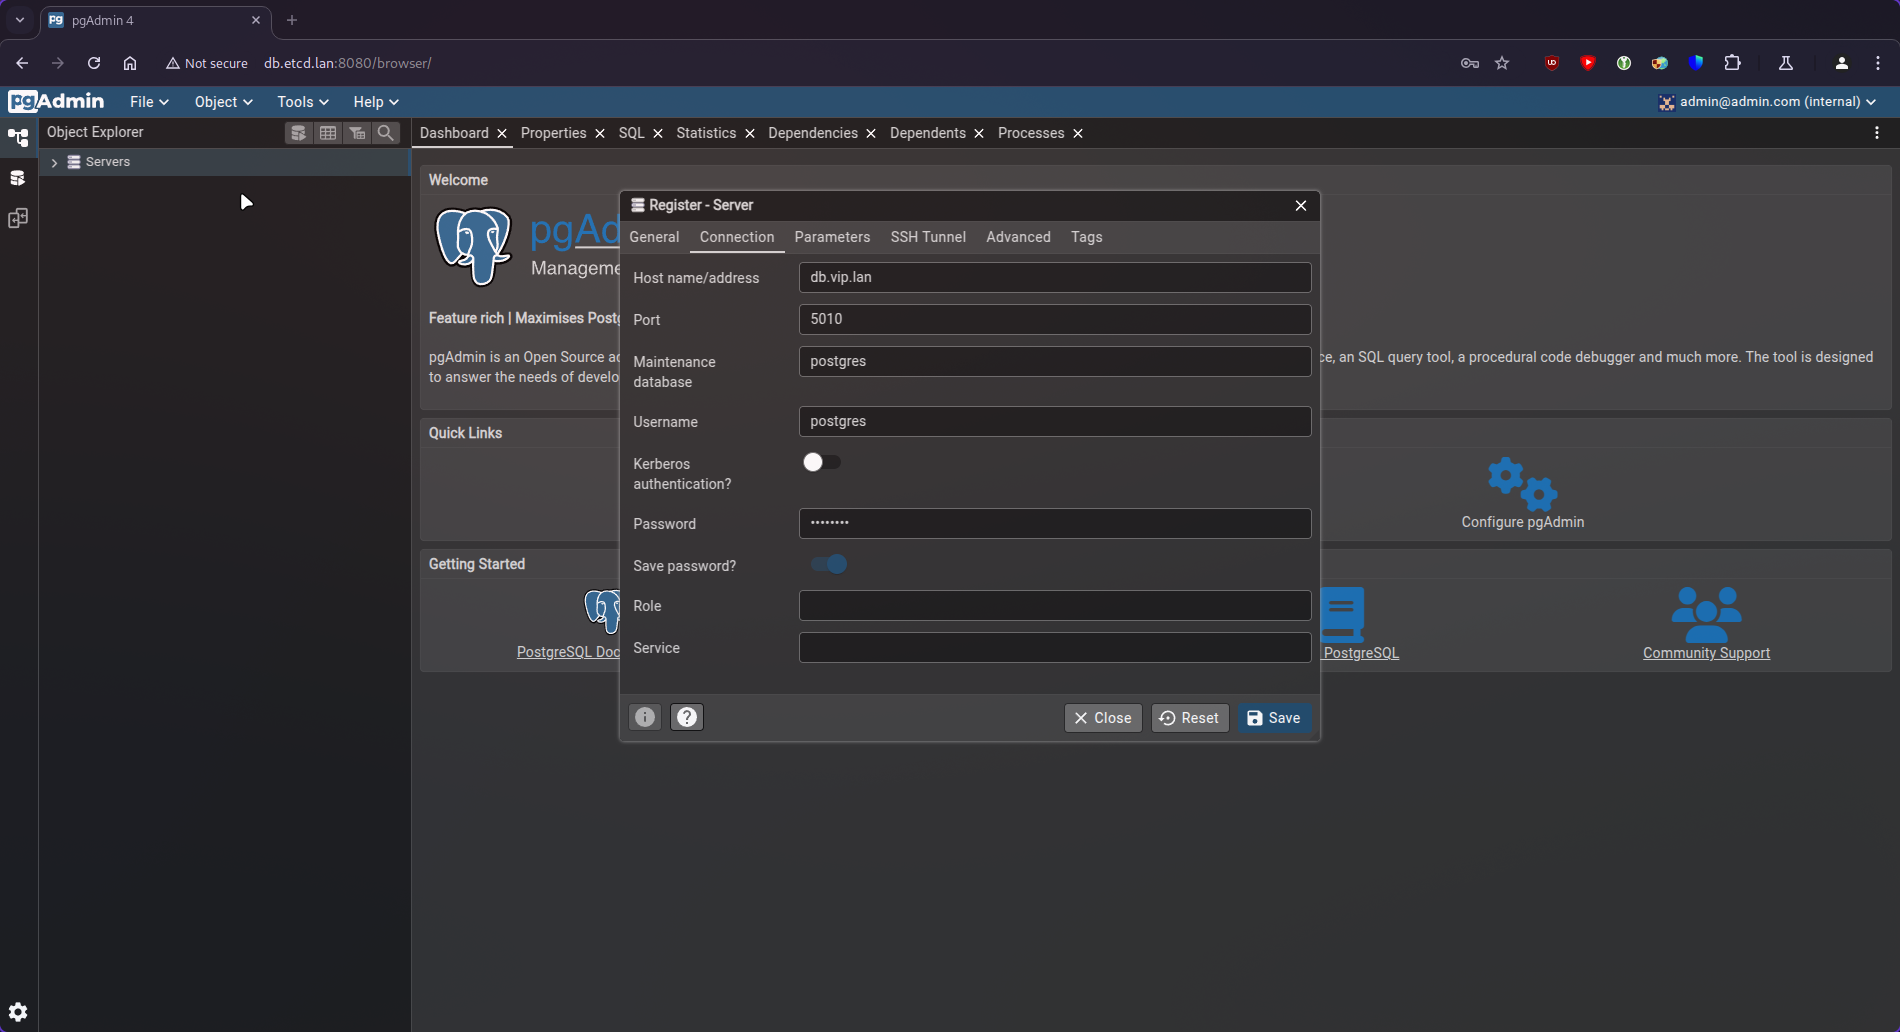 pgAdmin 4
Not secure db.etcd.lan:8080/browser/
pgAdmin File Object Tools Help admin@admin.com (internal)
Object Explorer
Servers
Dashboard Properties SQL Statistics Dependencies Dependents Processes
Welcome
pgAd
Manageme
Feature rich | Maximises Postg
pgAdmin is an Open Source ad
ce, an SQL query tool, a procedural code debugger and much more. The tool is designed
to answer the needs of develo
Quick Links
Configure pgAdmin
Getting Started
PostgreSQL Doc
PostgreSQL
Community Support
Register - Server
General Connection Parameters SSH Tunnel Advanced Tags
Host name/address db.vip.lan
Port 5010
Maintenance
database
postgres
Username postgres
Kerberos
authentication?
Password ••••••••
Save password?
Role
Service
Close Reset Save